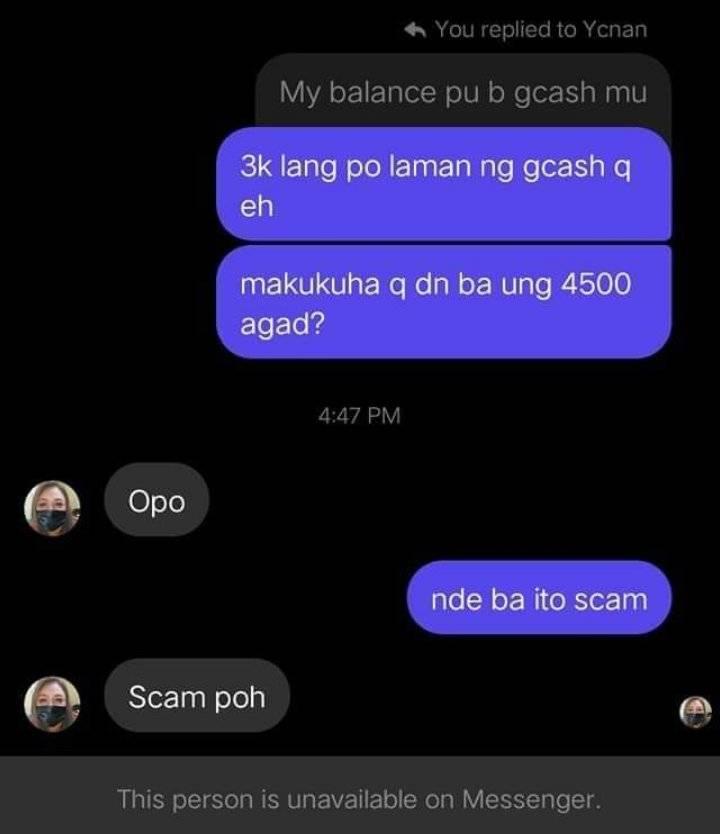 You replied to Ycnan
My balance pu b gcash mu
3k lang po laman ng gcash q
eh
makukuha q dn ba ung 4500
agad?
4:47 PM
Opo
nde ba ito scam
Scam poh
This person is unavailable on Messenger.